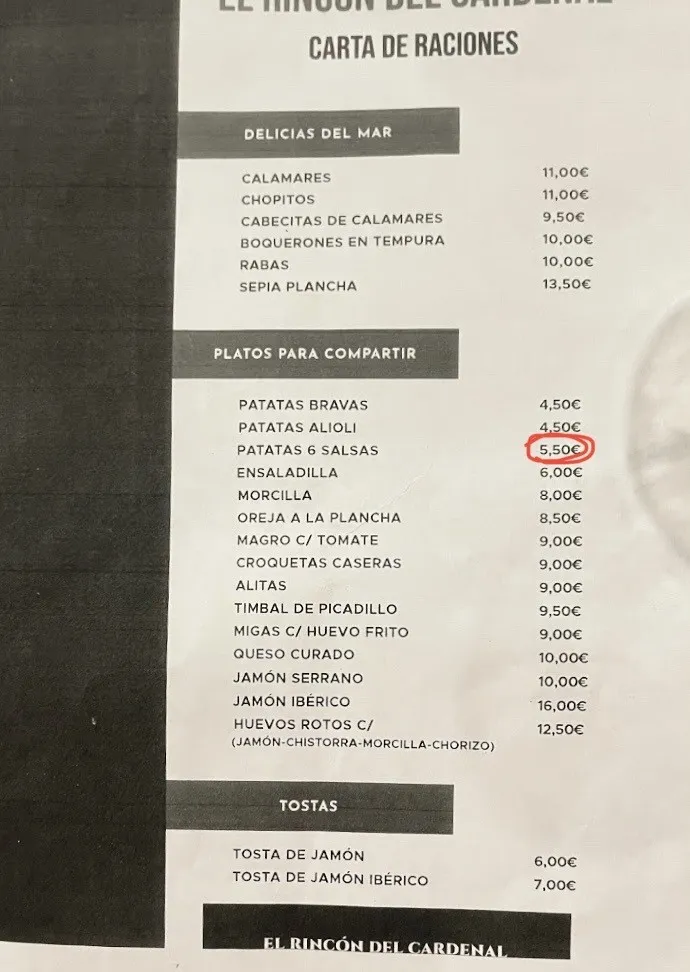 EL RINCÓN DEL CARDENAL
CARTA DE RACIONES
DELICIAS DEL MAR
CALAMARES 11,00€
CHOPITOS 11,00€
CABECITAS DE CALAMARES 9,50€
BOQUERONES EN TEMPURA 10,00€
RABAS 10,00€
SEPIA PLANCHA 13,50€
PLATOS PARA COMPARTIR
PATATAS BRAVAS 4,50€
PATATAS ALIOLI 4,50€
PATATAS 6 SALSAS 5,50€
ENSALADILLA 6,00€
MORCILLA 8,00€
OREJA A LA PLANCHA 8,50€
MAGRO C/ TOMATE 9,00€
CROQUETAS CASERAS 9,00€
ALITAS 9,00€
TIMBAL DE PICADILLO 9,50€
MIGAS C/ HUEVO FRITO 9,00€
QUESO CURADO 10,00€
JAMÓN SERRANO 10,00€
JAMÓN IBÉRICO 16,00€
HUEVOS ROTOS C/ 12,50€
(JAMÓN-CHISTORRA-MORCILLA-CHORIZO)
TOSTAS
TOSTA DE JAMÓN 6,00€
TOSTA DE JAMÓN IBÉRICO 7,00€
EL RINCÓN DEL CARDENAL